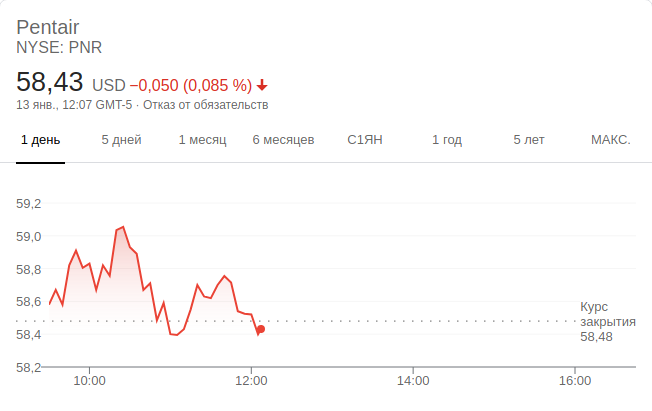 Pentair
NYSE: PNR
58,43 USD −0,050 (0,085 %)
13 янв., 12:07 GMT-5 · Отказ от обязательств
1 день 5 дней 1 месяц 6 месяцев С1ЯН 1 год 5 лет МАКС.
59,2
59,0
58,8
58,6
58,4
58,2
Курс
закрытия
58,48
10:00 12:00 14:00 16:00